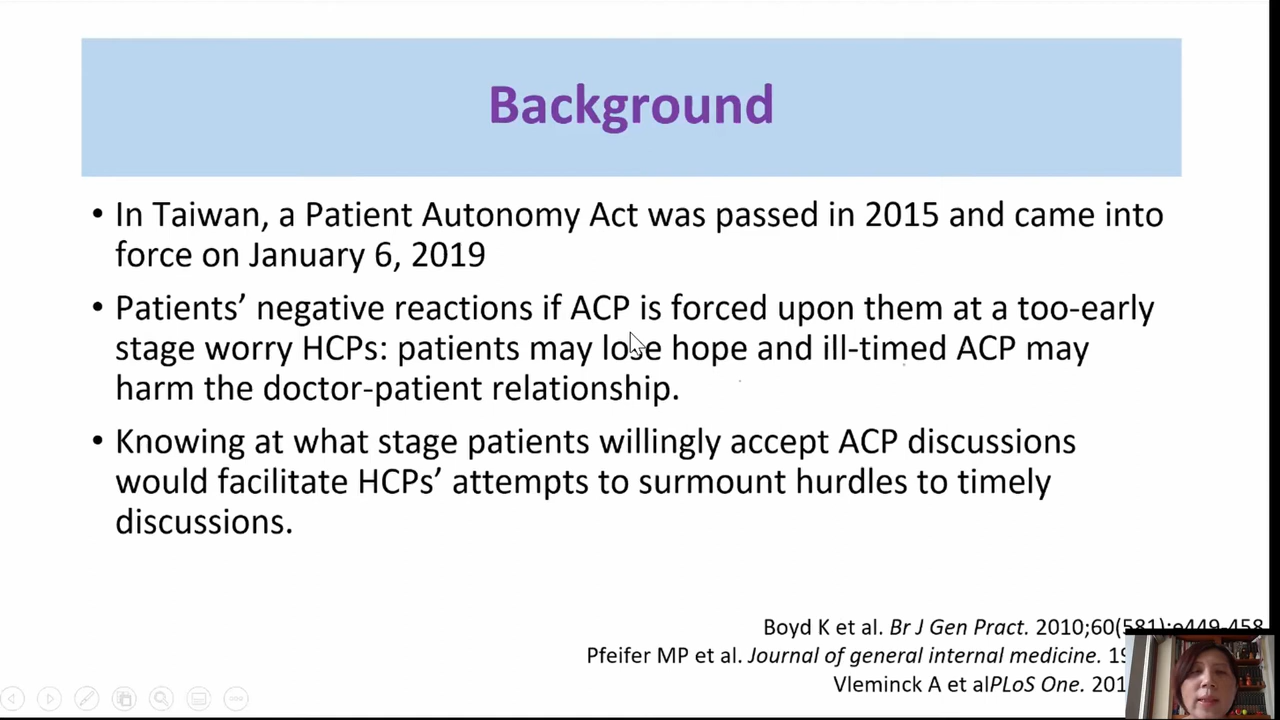 Background
• In Taiwan, a Patient Autonomy Act was passed in 2015 and came into
force on January 6, 2019
• Patients’ negative reactions if ACP is forced upon them at a too-early
stage worry HCPs: patients may lose hope and ill-timed ACP may
harm the doctor-patient relationship.
• Knowing at what stage patients willingly accept ACP discussions
would facilitate HCPs’ attempts to surmount hurdles to timely
discussions.
Boyd K et al. Br J Gen Pract. 2010;60(581):e449-458
Pfeifer MP et al. Journal of general internal medicine.
Vleminck A et alPLoS One.